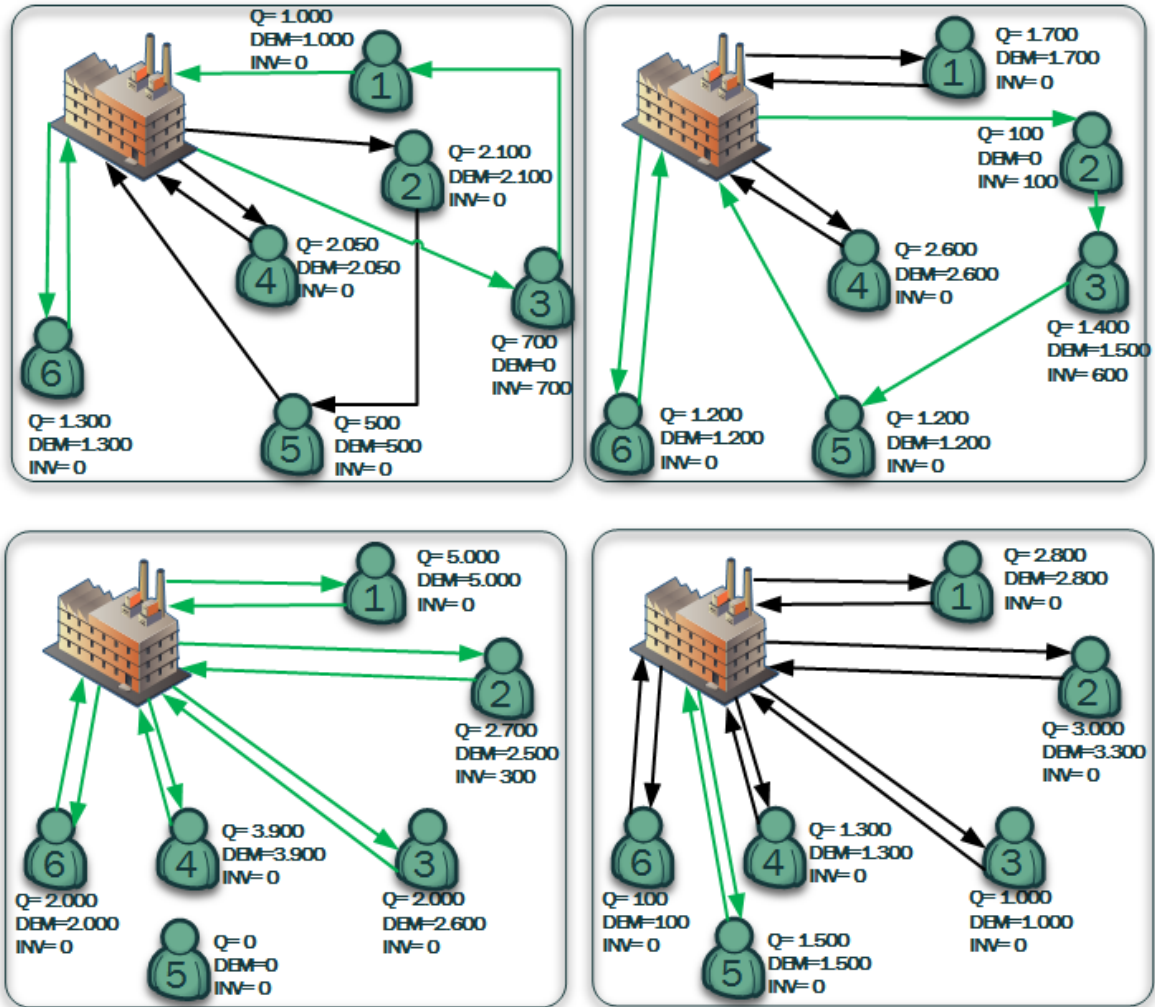 Q= 1.000
DEM=1.000
INV= 0
1
Q= 2.100
DEM=2.100
INV= 0
2
Q= 2.050
DEM=2.050
INV= 0
4
3
Q= 700
DEM=0
INV= 700
6
Q= 1.300
DEM=1.300
INV= 0
5
Q= 500
DEM=500
INV= 0
1
Q= 1.700
DEM=1.700
INV= 0
Q= 100
DEM=0
INV= 100
2
4
Q= 2.600
DEM=2.600
INV= 0
3
Q= 1.400
DEM=1.500
INV= 600
6
Q= 1.200
DEM=1.200
INV= 0
5
Q= 1.200
DEM=1.200
INV= 0
1
Q= 5.000
DEM=5.000
INV= 0
2
Q= 2.700
DEM=2.500
INV= 300
6
Q= 2.000
DEM=2.000
INV= 0
4
Q= 3.900
DEM=3.900
INV= 0
3
Q= 2.000
DEM=2.600
INV= 0
5
Q= 0
DEM=0
INV= 0
1
Q= 2.800
DEM=2.800
INV= 0
2
Q= 3.000
DEM=3.300
INV= 0
6
Q= 100
DEM=100
INV= 0
4
Q= 1.300
DEM=1.300
INV= 0
3
Q= 1.000
DEM=1.000
INV= 0
5
Q= 1.500
DEM=1.500
INV= 0